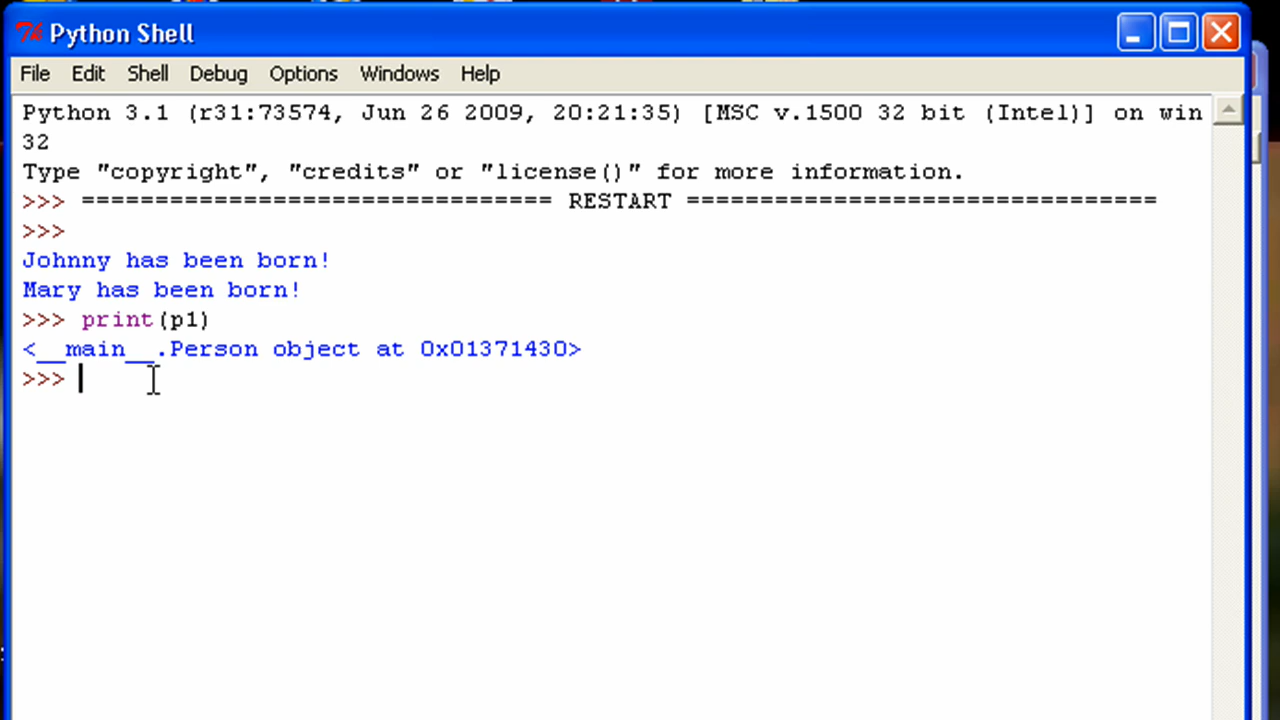 Python Shell
File Edit Shell Debug Options Windows Help
Python 3.1 (r31:73574, Jun 26 2009, 20:21:35) [MSC v.1500 32 bit (Intel)] on win
32
Type "copyright", "credits" or "license()" for more information.
>>> ================================ RESTART ================================
>>>
Johnny has been born!
Mary has been born!
>>> print(p1)
<__main__.Person object at 0x01371430>
>>>